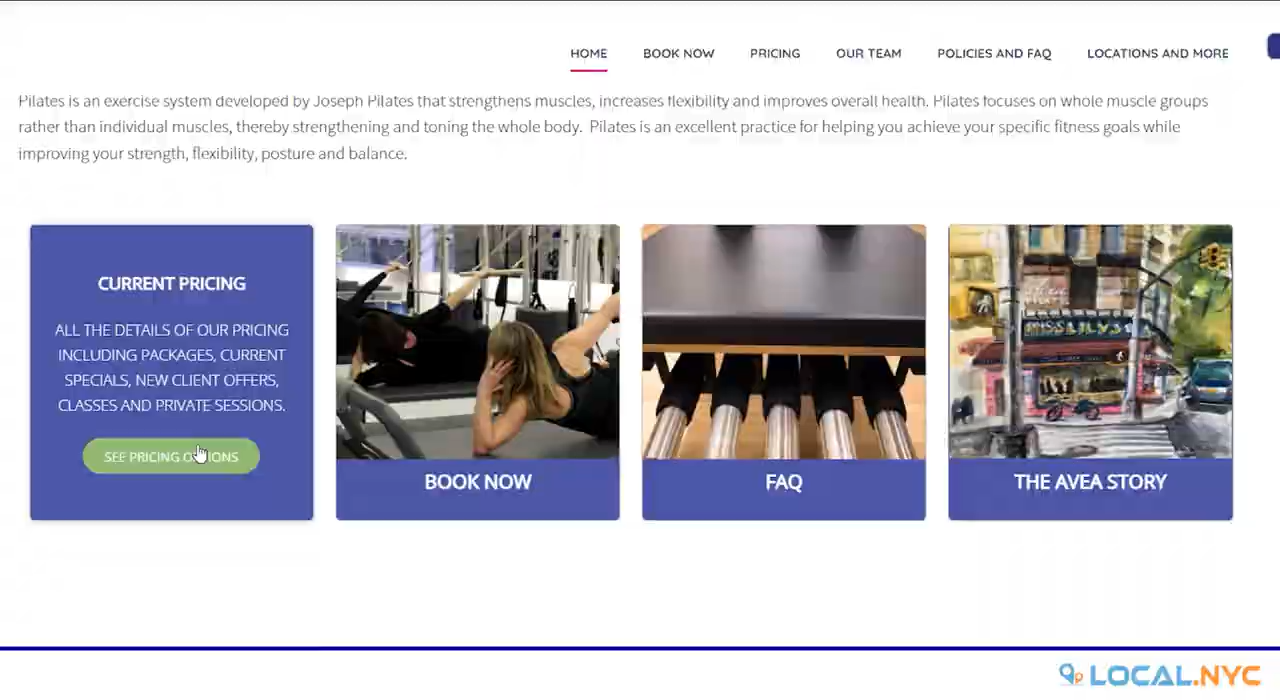 HOME BOOK NOW PRICING OUR TEAM POLICIES AND FAQ LOCATIONS AND MORE
Pilates is an exercise system developed by Joseph Pilates that strengthens muscles, increases flexibility and improves overall health. Pilates focuses on whole muscle groups
rather than individual muscles, thereby strengthening and toning the whole body. Pilates is an excellent practice for helping you achieve your specific fitness goals while
improving your strength, flexibility, posture and balance.
CURRENT PRICING
ALL THE DETAILS OF OUR PRICING
INCLUDING PACKAGES, CURRENT
SPECIALS, NEW CLIENT OFFERS,
CLASSES AND PRIVATE SESSIONS.
SEE PRICING OPTIONS
BOOK NOW
FAQ
THE AVEA STORY
LOCAL.NYC